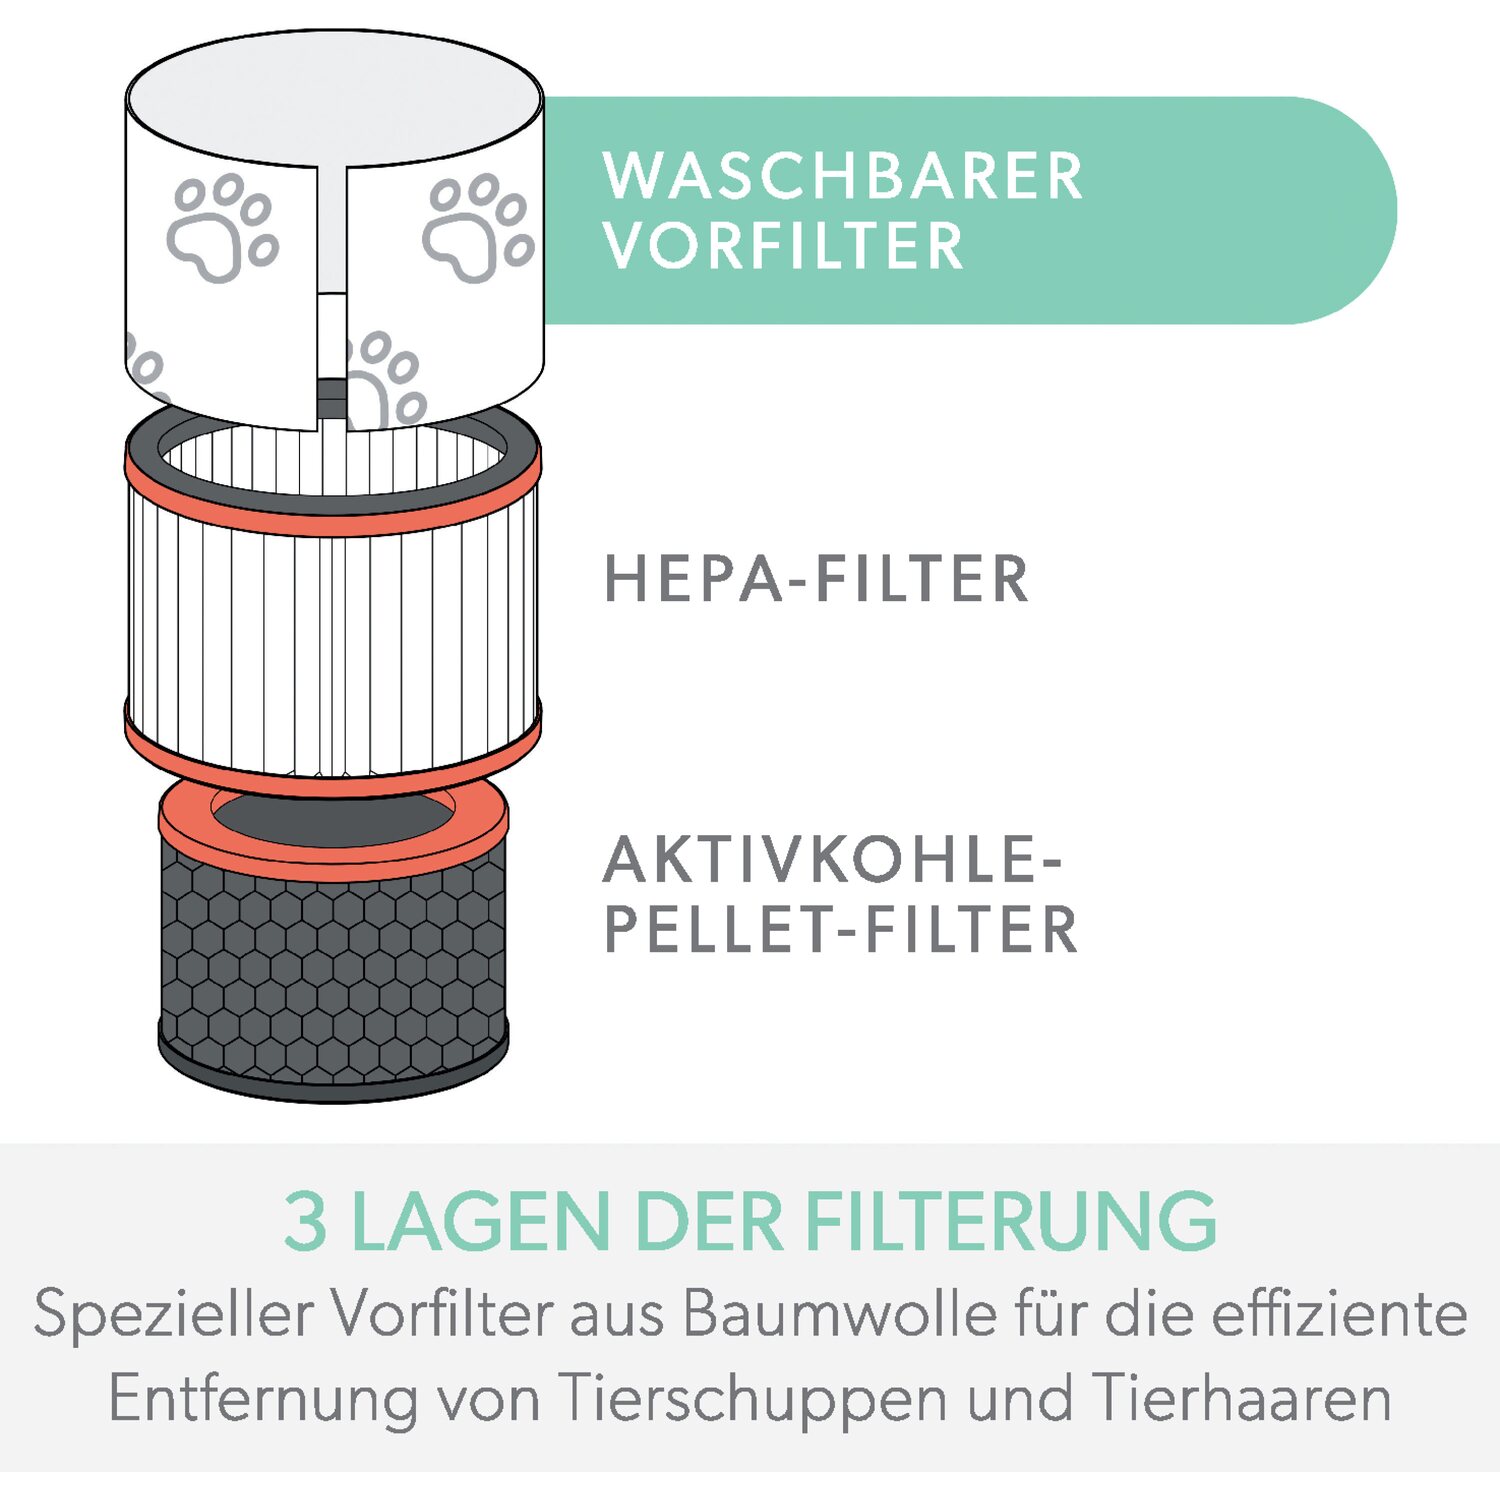 WASCHBARER
VORFILTER
HEPA-FILTER
AKTIVKOHLE-
PELLET-FILTER
3 LAGEN DER FILTERUNG
Spezieller Vorfilter aus Baumwolle für die effiziente
Entfernung von Tierschuppen und Tierhaaren